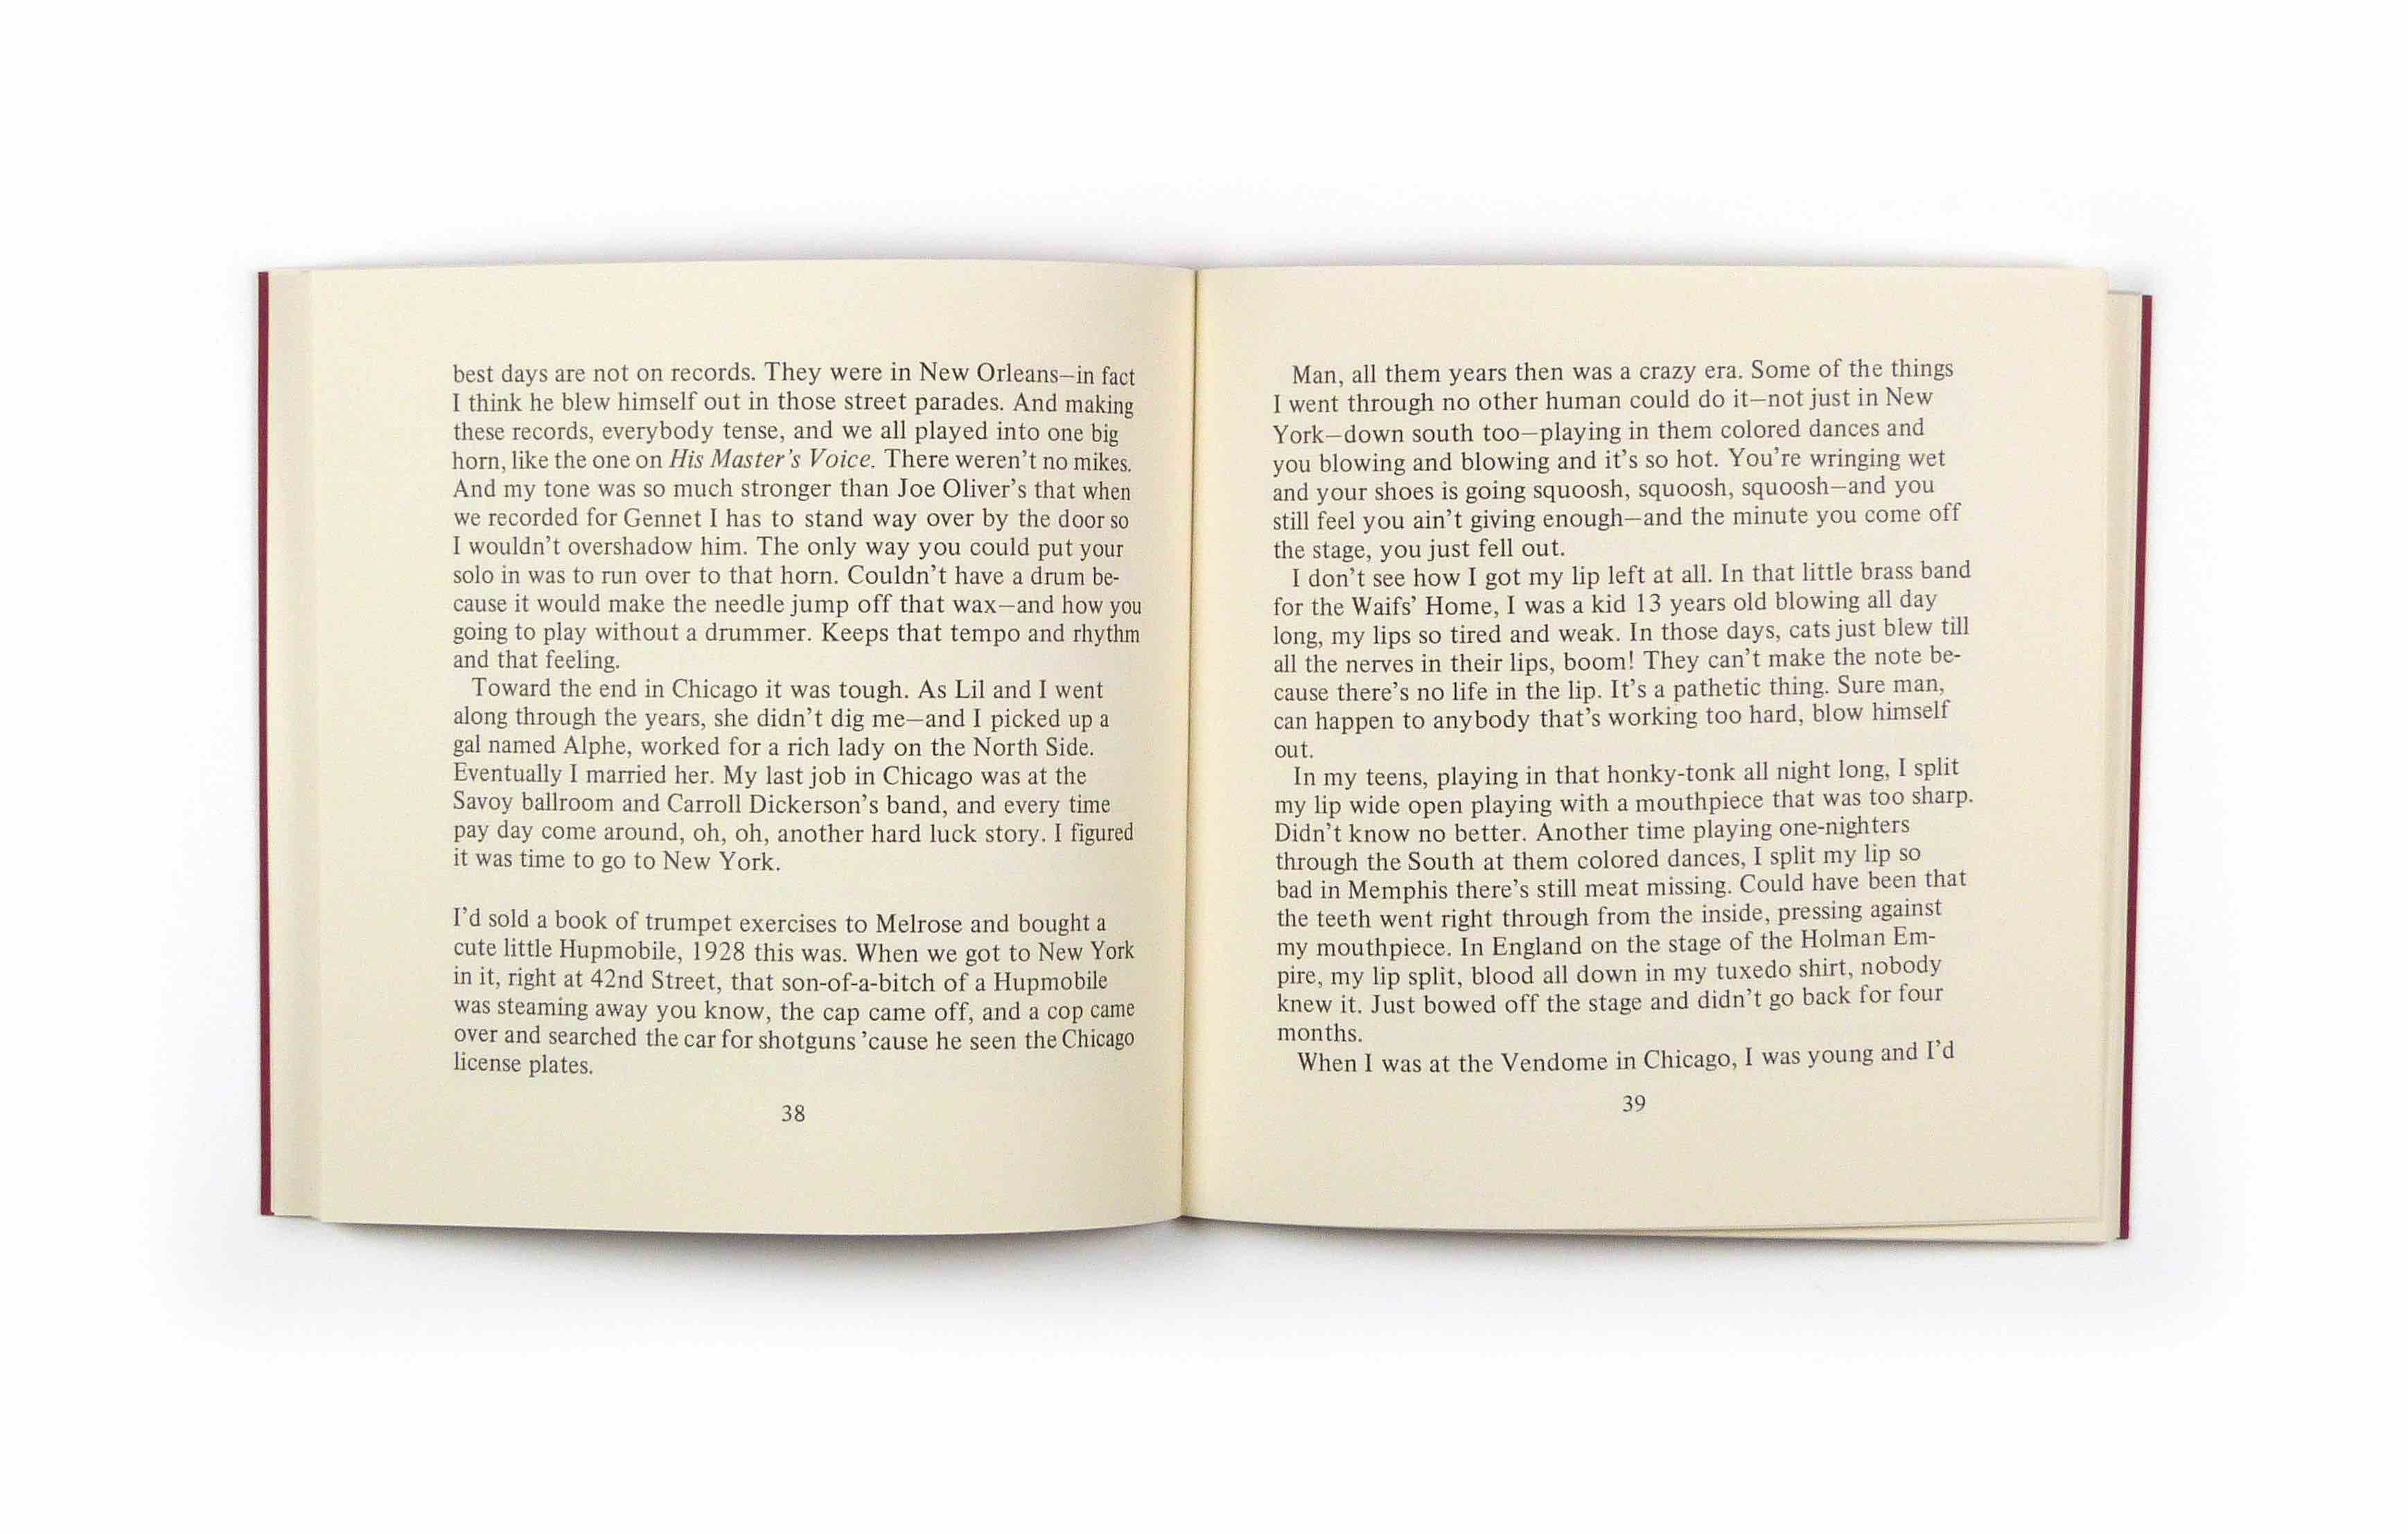 best days are not on records. They were in New Orleans—in fact
I think he blew himself out in those street parades. And making
these records, everybody tense, and we all played into one big
horn, like the one on His Master's Voice. There weren't no mikes.
And my tone was so much stronger than Joe Oliver's that when
we recorded for Gennet I has to stand way over by the door so
I wouldn't overshadow him. The only way you could put your
solo in was to run over to that horn. Couldn't have a drum be-
cause it would make the needle jump off that wax—and how you
going to play without a drummer. Keeps that tempo and rhythm
and that feeling.
Toward the end in Chicago it was tough. As Lil and I went
along through the years, she didn't dig me—and I picked up a
gal named Alphe, worked for a rich lady on the North Side.
Eventually I married her. My last job in Chicago was at the
Savoy ballroom and Carroll Dickerson's band, and every time
pay day come around, oh, oh, another hard luck story. I figured
it was time to go to New York.
I'd sold a book of trumpet exercises to Melrose and bought a
cute little Hupmobile, 1928 this was. When we got to New York
in it, right at 42nd Street, that son-of-a-bitch of a Hupmobile
was steaming away you know, the cap came off, and a cop came
over and searched the car for shotguns 'cause he seen the Chicago
license plates.
38
Man, all them years then was a crazy era. Some of the things
I went through no other human could do it—not just in New
York—down south too—playing in them colored dances and
you blowing and blowing and it's so hot. You're wringing wet
and your shoes is going squoosh, squoosh, squoosh—and you
still feel you ain't giving enough—and the minute you come off
the stage, you just fell out.
I don't see how I got my lip left at all. In that little brass band
for the Waifs' Home, I was a kid 13 years old blowing all day
long, my lips so tired and weak. In those days, cats just blew till
all the nerves in their lips, boom! They can't make the note be-
cause there's no life in the lip. It's a pathetic thing. Sure man,
can happen to anybody that's working too hard, blow himself
out.
In my teens, playing in that honky-tonk all night long, I split
my lip wide open playing with a mouthpiece that was too sharp.
Didn't know no better. Another time playing one-nighters
through the South at them colored dances, I split my lip so
bad in Memphis there's still meat missing. Could have been that
the teeth went right through from the inside, pressing against
my mouthpiece. In England on the stage of the Holman Em-
pire, my lip split, blood all down in my tuxedo shirt, nobody
knew it. Just bowed off the stage and didn't go back for four
months.
When I was at the Vendome in Chicago, I was young and I'd
39